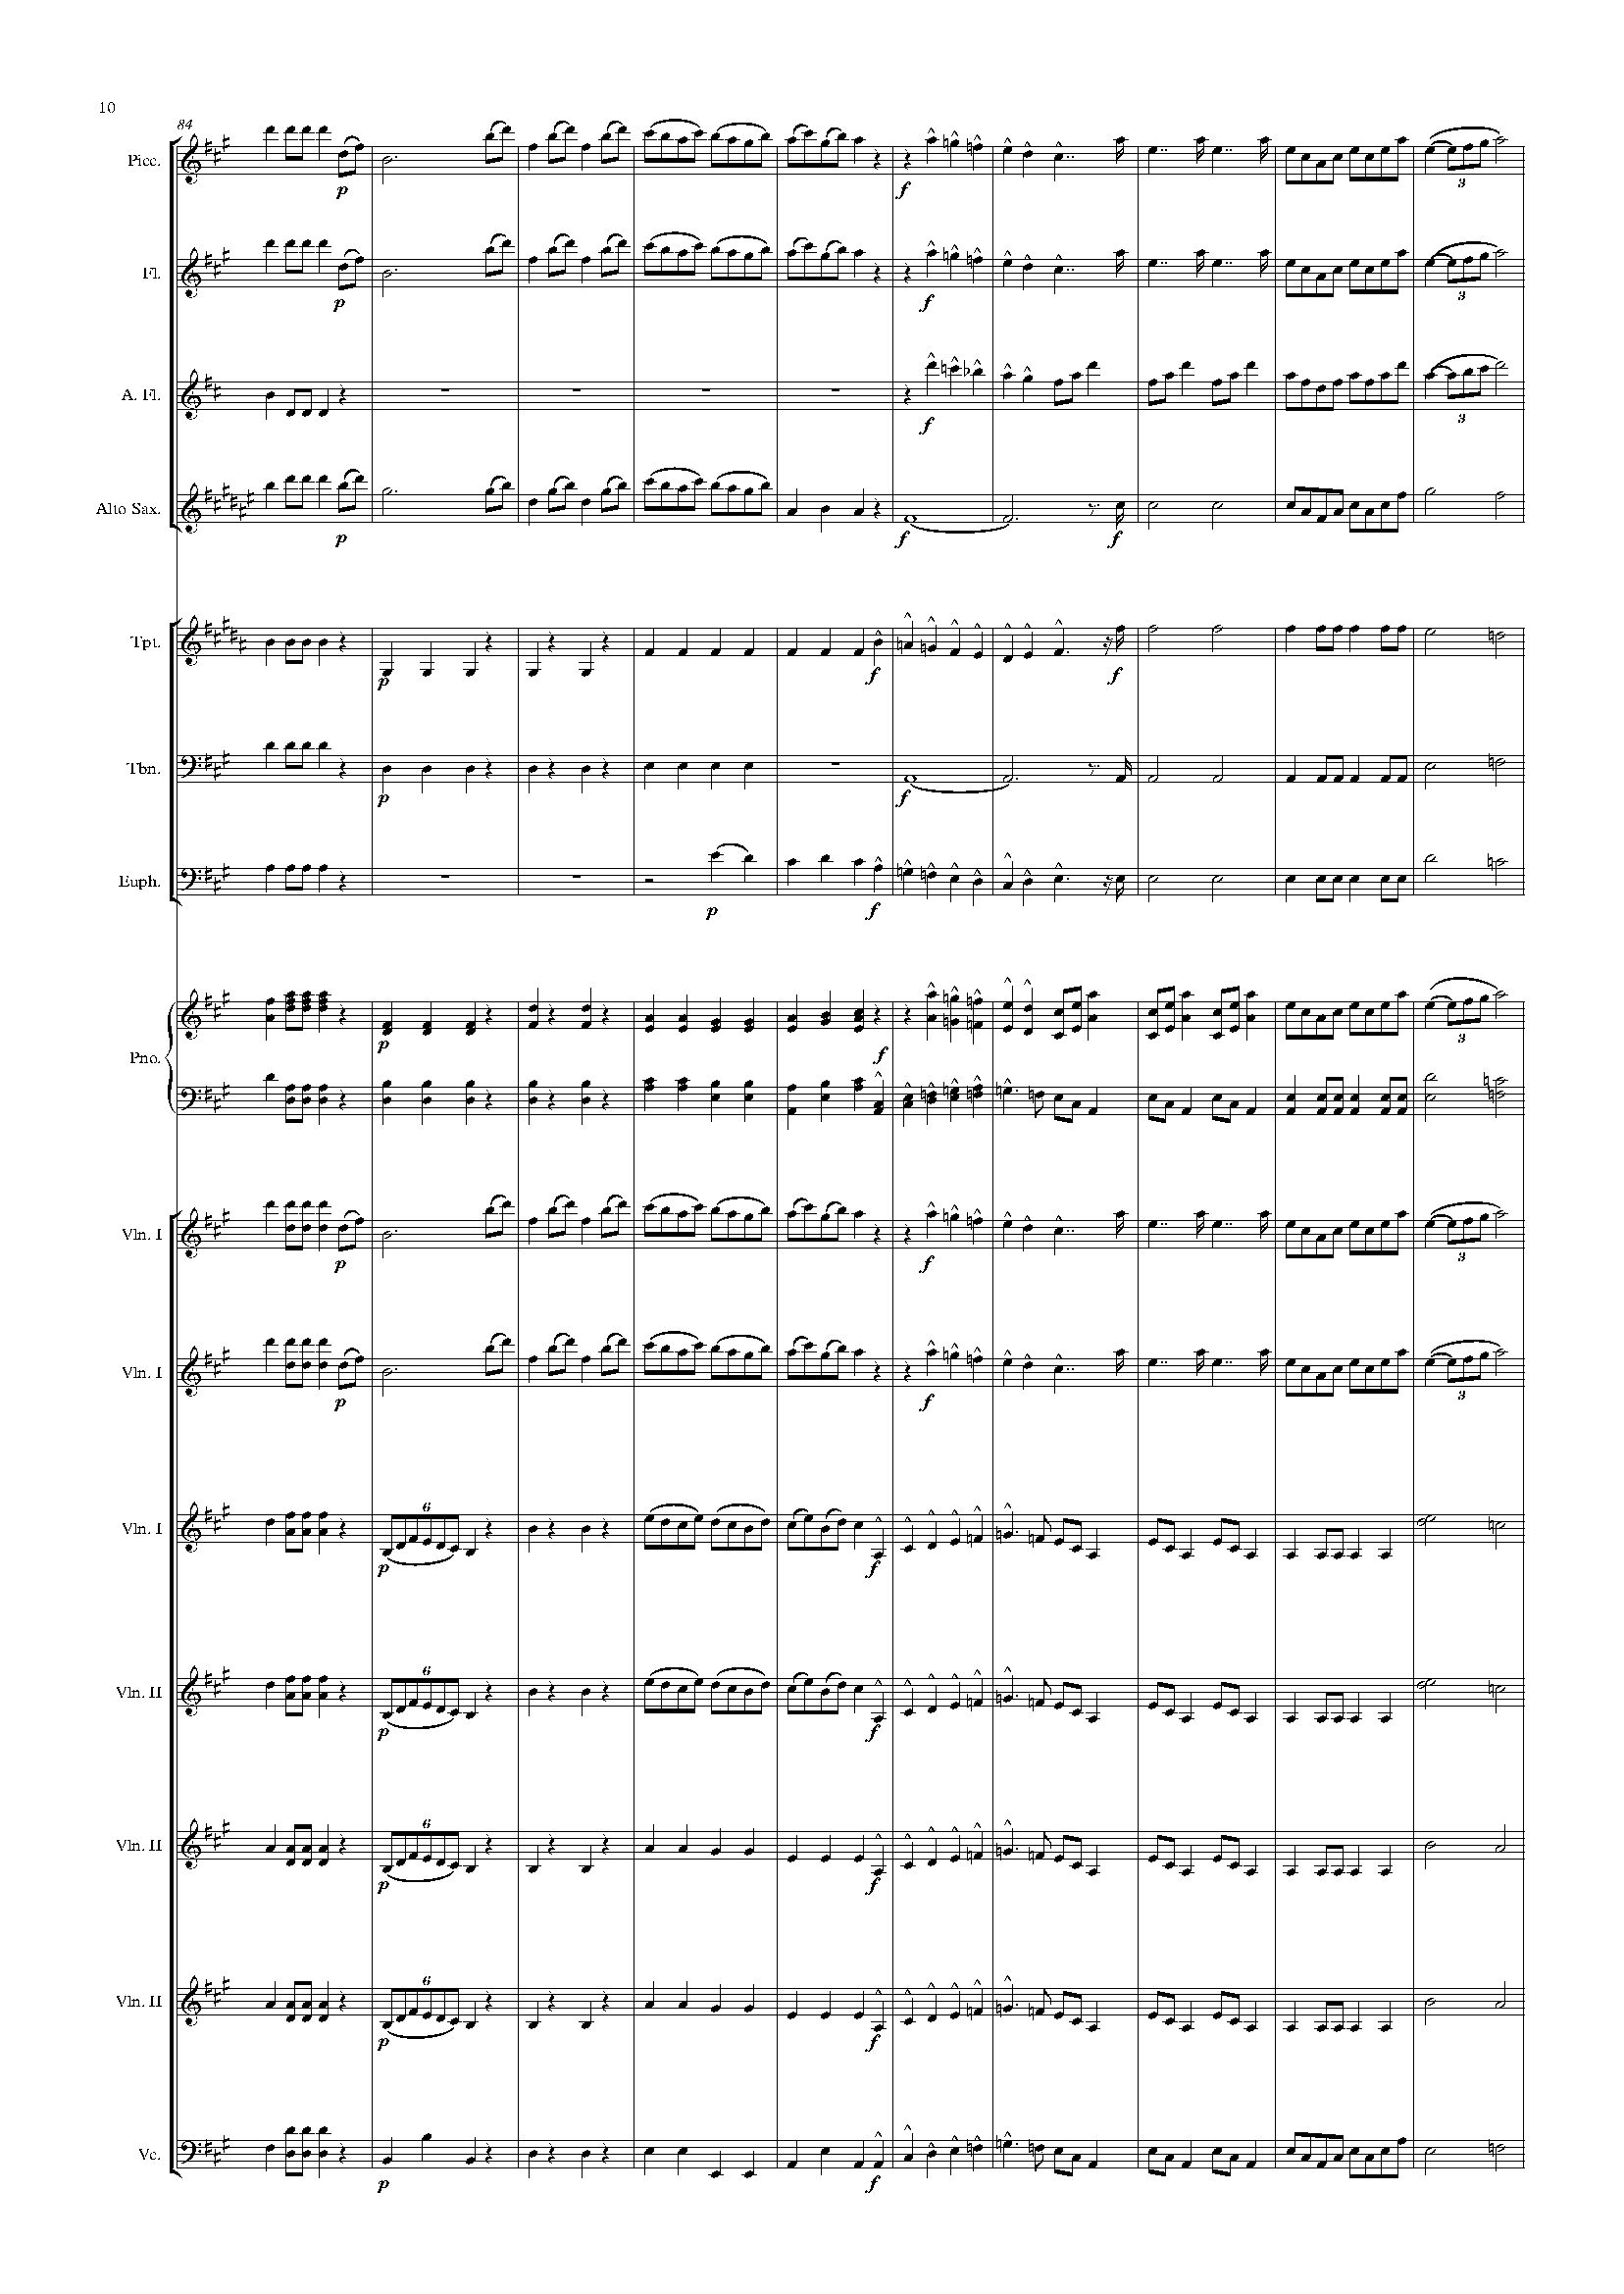 10
84
Picc.
p
f
3
Fl.
p
f
3
A. Fl.
f
3
Alto Sax.
p
f
f
Tpt.
p
f
f
Tbn.
p
f
Euph.
p
f
Pno.
p
f
3
Vln. I
p
f
3
Vln. I
p
f
3
Vln. I
6
p
f
Vln. II
6
p
f
Vln. II
6
p
f
Vln. II
6
p
f
Vc.
p
f